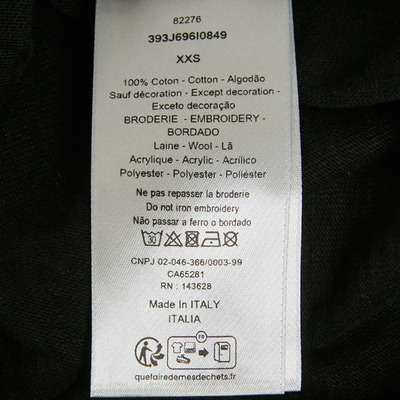 82276
393J696I0849
XXS
100% Coton - Cotton - Algodão
Sauf décoration - Except decoration -
Exceto decoração
BRODERIE - EMBROIDERY -
BORDADO
Laine - Wool - Lã
Acrylique - Acrylic - Acrílico
Polyester - Polyester - Poliéster
Ne pas repasser la broderie
Do not iron embroidery
Não passar a ferro o bordado
30
CNPJ 02-046-366/0003-99
CA65281
RN : 143628
Made In ITALY
ITALIA
FR
quefairedemesdechets.fr